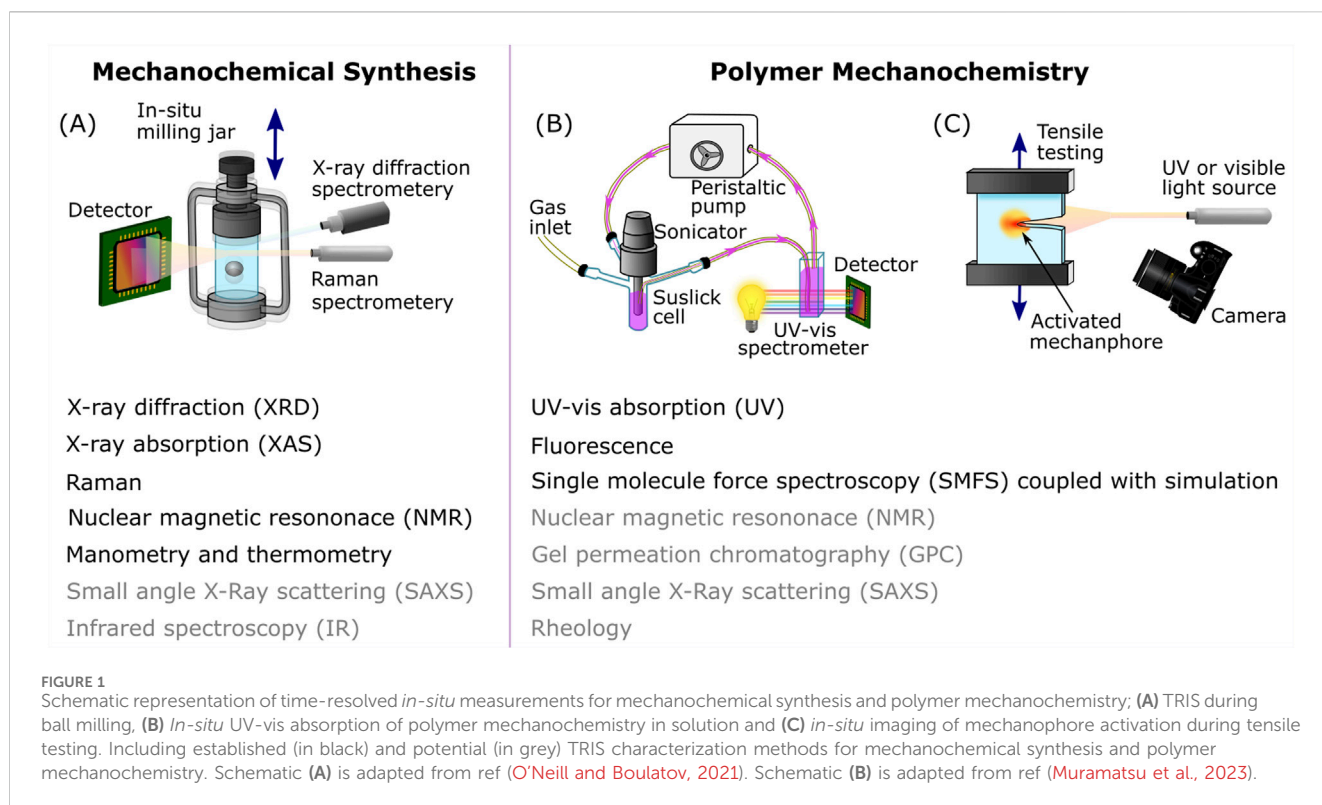 Mechanochemical Synthesis
(A)
In-situ
milling jar
X-ray diffraction
spectrometery
Detector
Raman
spectrometery
X-ray diffraction (XRD)
X-ray absorption (XAS)
Raman
Nuclear magnetic resononace (NMR)
Manometry and thermometry
Small angle X-Ray scattering (SAXS)
Infrared spectroscopy (IR)
Polymer Mechanochemistry
(B)
Peristaltic
pump
Gas
inlet
Sonicator
Detector
Suslick
cell
UV-vis
spectrometer
(C)
Tensile
testing
UV or visible
light source
Activated
mechanphore
Camera
UV-vis absorption (UV)
Fluorescence
Single molecule force spectroscopy (SMFS) coupled with simulation
Nuclear magnetic resononace (NMR)
Gel permeation chromatography (GPC)
Small angle X-Ray scattering (SAXS)
Rheology
FIGURE 1
Schematic representation of time-resolved in-situ measurements for mechanochemical synthesis and polymer mechanochemistry; (A) TRIS during
ball milling, (B) In-situ UV-vis absorption of polymer mechanochemistry in solution and (C) in-situ imaging of mechanophore activation during tensile
testing. Including established (in black) and potential (in grey) TRIS characterization methods for mechanochemical synthesis and polymer
mechanochemistry. Schematic (A) is adapted from ref (O'Neill and Boulatov, 2021). Schematic (B) is adapted from ref (Muramatsu et al., 2023).